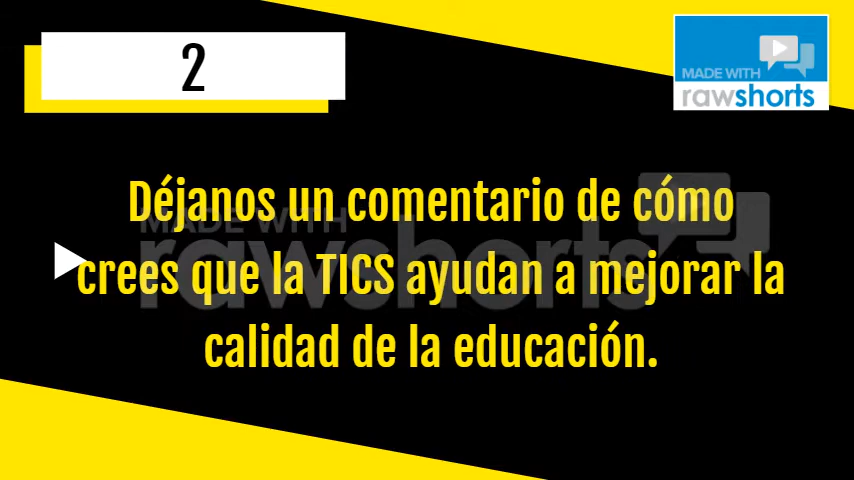 2
MADE WITH
rawshorts
Déjanos un comentario de cómo
crees que la TICS ayudan a mejorar la
calidad de la educación.
MADE WITH
rawshorts